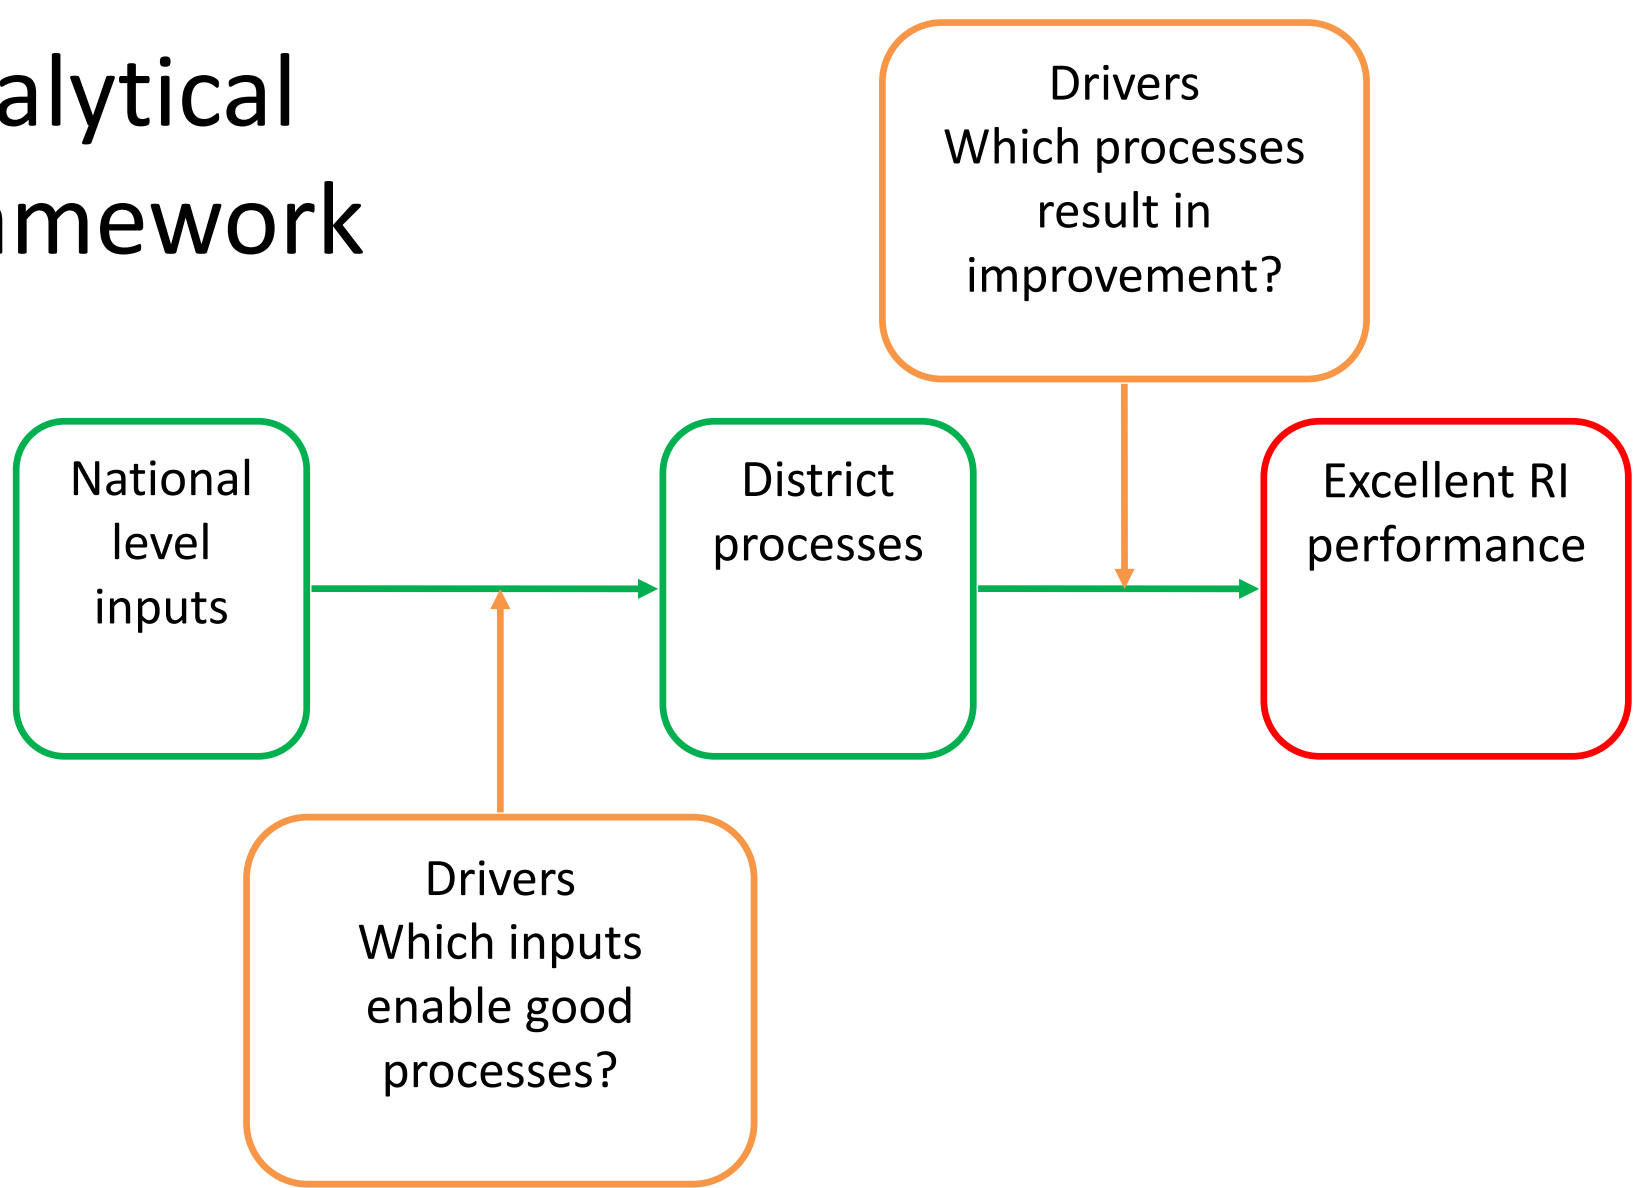 alytical
amework
Drivers
Which processes
result in
improvement?
National
level
inputs
District
processes
Excellent RI
performance
Drivers
Which inputs
enable good
processes?